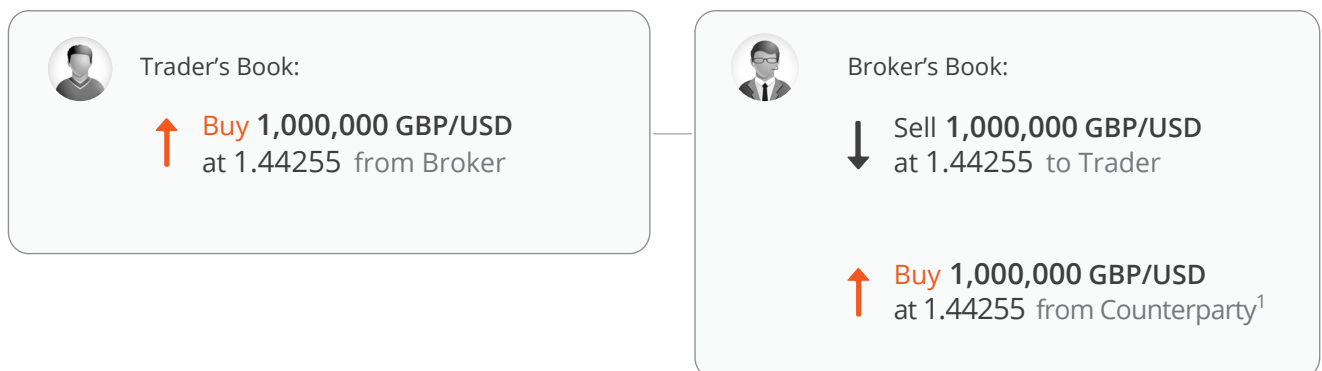 Trader’s Book:
Buy 1,000,000 GBP/USD
at 1.44255 from Broker
Broker’s Book:
Sell 1,000,000 GBP/USD
at 1.44255 to Trader
Buy 1,000,000 GBP/USD
at 1.44255 from Counterparty¹